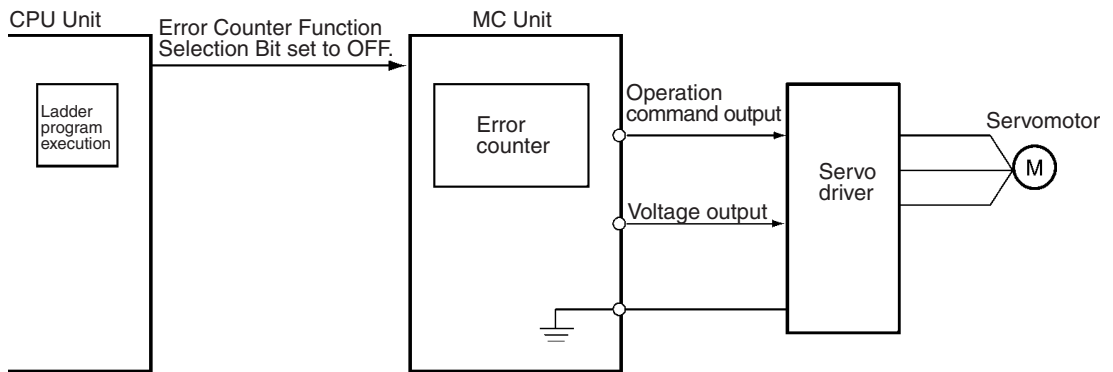 CPU Unit
Error Counter Function
Selection Bit set to OFF.
MC Unit
Ladder
program
execution
Error
counter
Operation
command output
Voltage output
Servo
driver
Servomotor
M